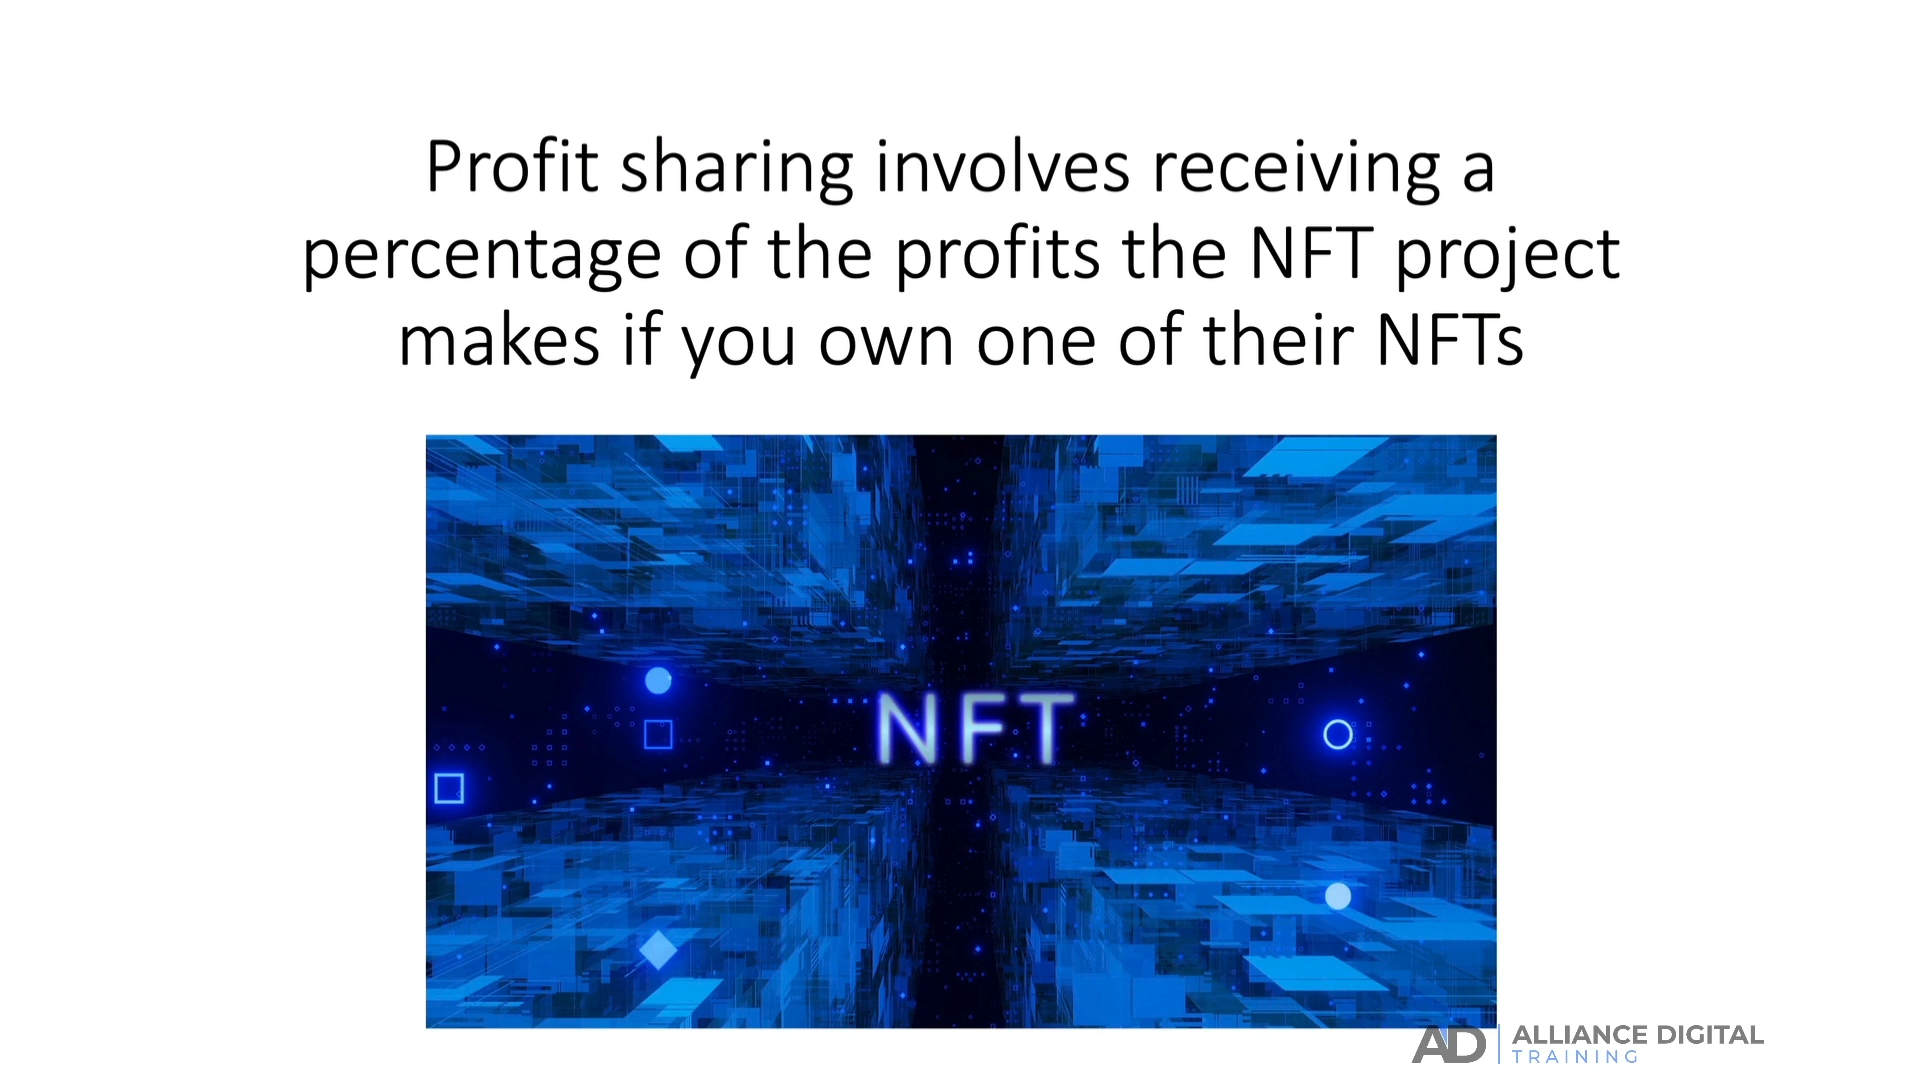 Profit sharing involves receiving a
percentage of the profits the NFT project
makes if you own one of their NFTs
NFT
AD
ALLIANCE DIGITAL
TRAINING